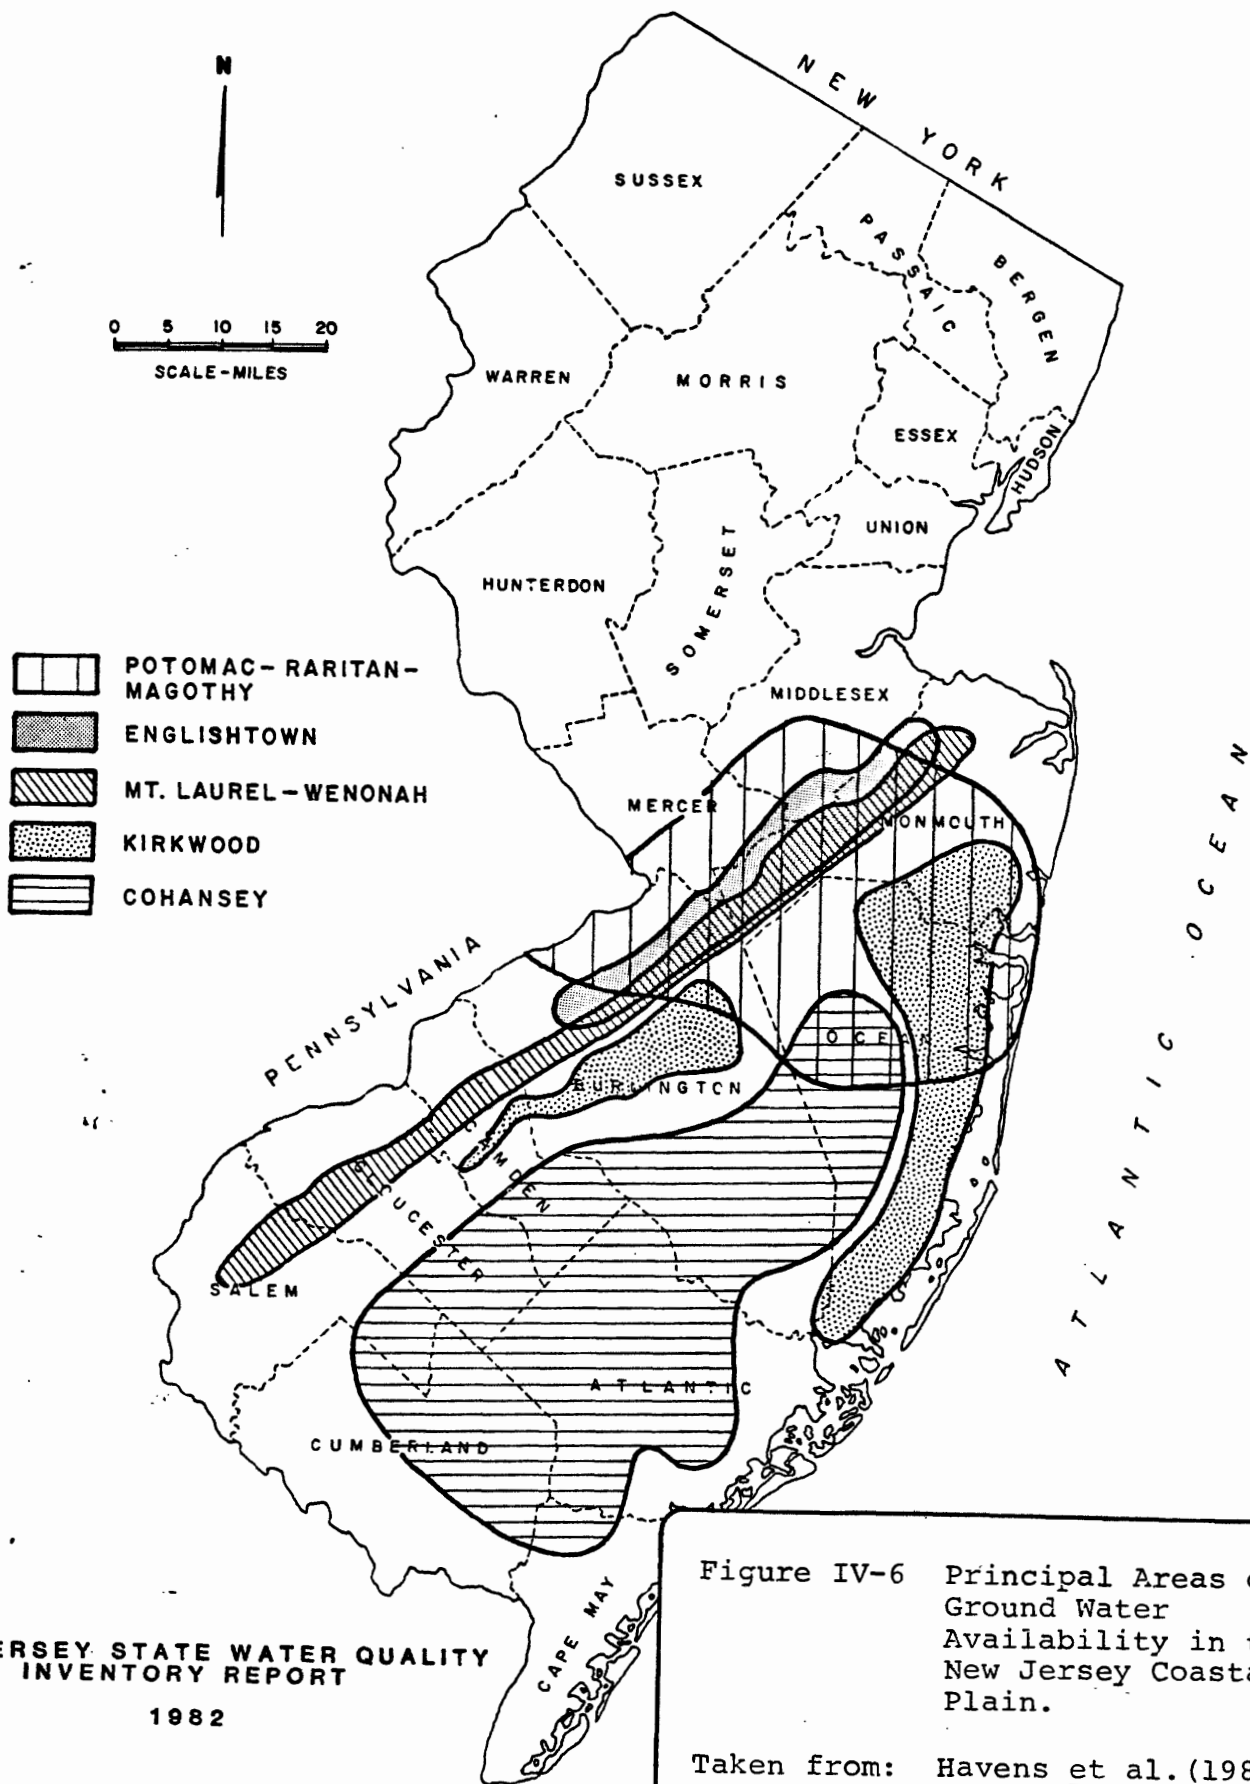 N
NEW YORK
SUSSEX
PASSAIC
BERGEN
0 5 10 15 20
SCALE-MILES
WARREN
MORRIS
ESSEX
HUDSON
UNION
SOMERSET
HUNTERDON
POTOMAC-RARITAN-
MAGOTHY
ENGLISHTOWN
MT. LAUREL-WENONAH
KIRKWOOD
COHANSEY
MIDDLESEX
MERCER
MONMOUTH
ATLANTIC OCEAN
PENNSYLVANIA
OCE
BURLINGTON
CAMDEN
GLOUCESTER
SALEM
ATLANTIC
CUMBERLAND
CAPE MAY
ERSEY STATE WATER QUALITY
INVENTORY REPORT
1982
Figure IV-6 Principal Areas
Ground Water
Availability in
New Jersey Coasta
Plain.
Taken from: Havens et al.(198